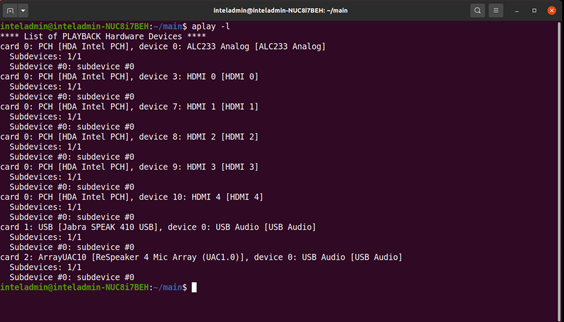 inteladmin@inteladmin-NUC8i7BEH: ~/main
inteladmin@inteladmin-NUC8i7BEH:~/main$ aplay -l
**** List of PLAYBACK Hardware Devices ****
card 0: PCH [HDA Intel PCH], device 0: ALC233 Analog [ALC233 Analog]
  Subdevices: 1/1
  Subdevice #0: subdevice #0
card 0: PCH [HDA Intel PCH], device 3: HDMI 0 [HDMI 0]
  Subdevices: 1/1
  Subdevice #0: subdevice #0
card 0: PCH [HDA Intel PCH], device 7: HDMI 1 [HDMI 1]
  Subdevices: 1/1
  Subdevice #0: subdevice #0
card 0: PCH [HDA Intel PCH], device 8: HDMI 2 [HDMI 2]
  Subdevices: 1/1
  Subdevice #0: subdevice #0
card 0: PCH [HDA Intel PCH], device 9: HDMI 3 [HDMI 3]
  Subdevices: 1/1
  Subdevice #0: subdevice #0
card 0: PCH [HDA Intel PCH], device 10: HDMI 4 [HDMI 4]
  Subdevices: 1/1
  Subdevice #0: subdevice #0
card 1: USB [Jabra SPEAK 410 USB], device 0: USB Audio [USB Audio]
  Subdevices: 1/1
  Subdevice #0: subdevice #0
card 2: ArrayUAC10 [ReSpeaker 4 Mic Array (UAC1.0)], device 0: USB Audio [USB Audio]
  Subdevices: 1/1
  Subdevice #0: subdevice #0
inteladmin@inteladmin-NUC8i7BEH:~/main$